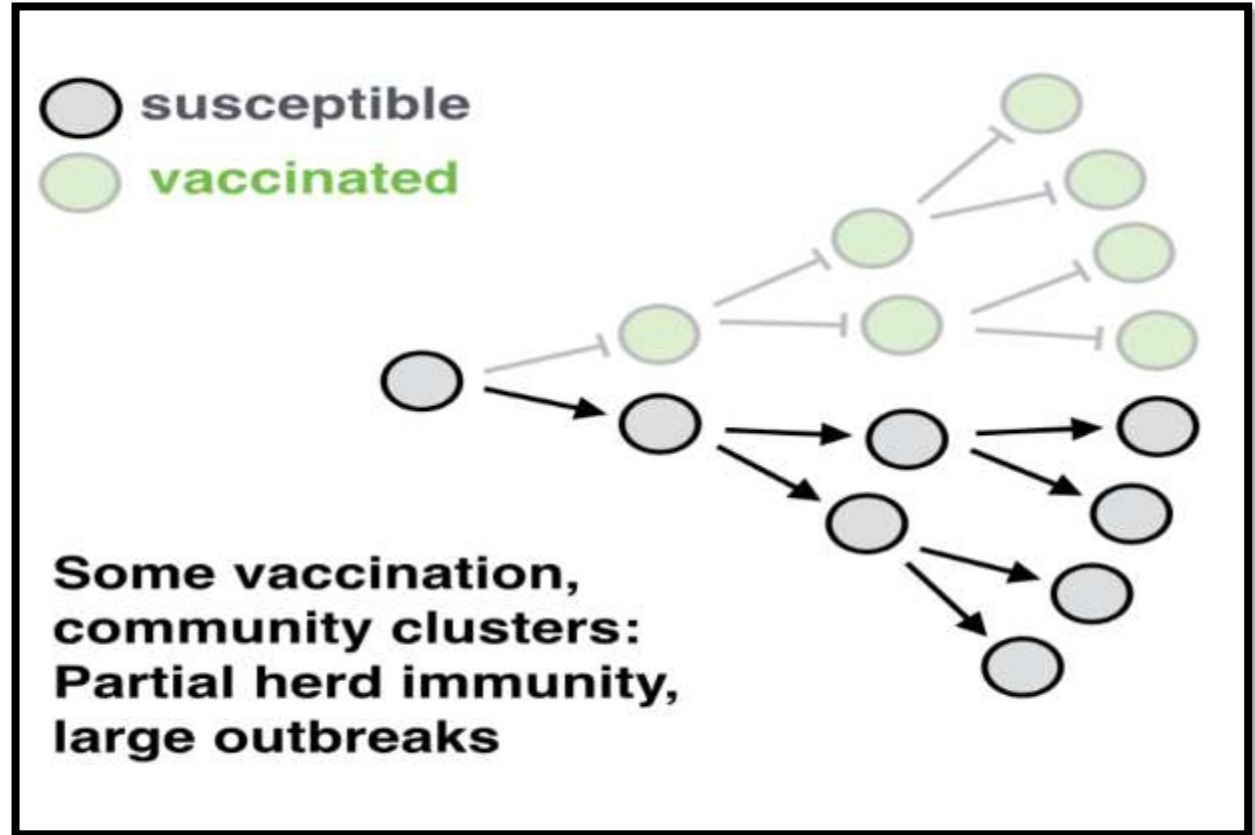 susceptible
vaccinated
Some vaccination,
community clusters:
Partial herd immunity,
large outbreaks